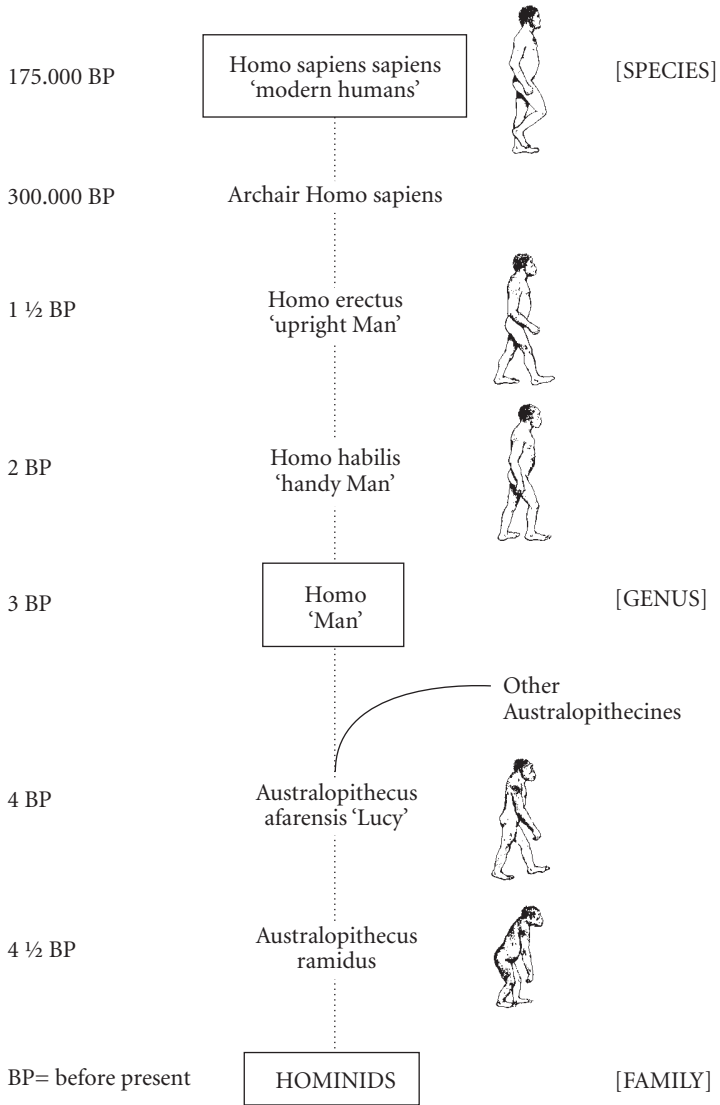 175.000 BP
Homo sapiens sapiens
‘modern humans’
[SPECIES]
300.000 BP
Archair Homo sapiens
1 ½ BP
Homo erectus
‘upright Man’
2 BP
Homo habilis
‘handy Man’
3 BP
Homo
‘Man’
[GENUS]
Other
Australopithecines
4 BP
Australopithecus
afarensis ‘Lucy’
4 ½ BP
Australopithecus
ramidus
BP= before present
HOMINIDS
[FAMILY]